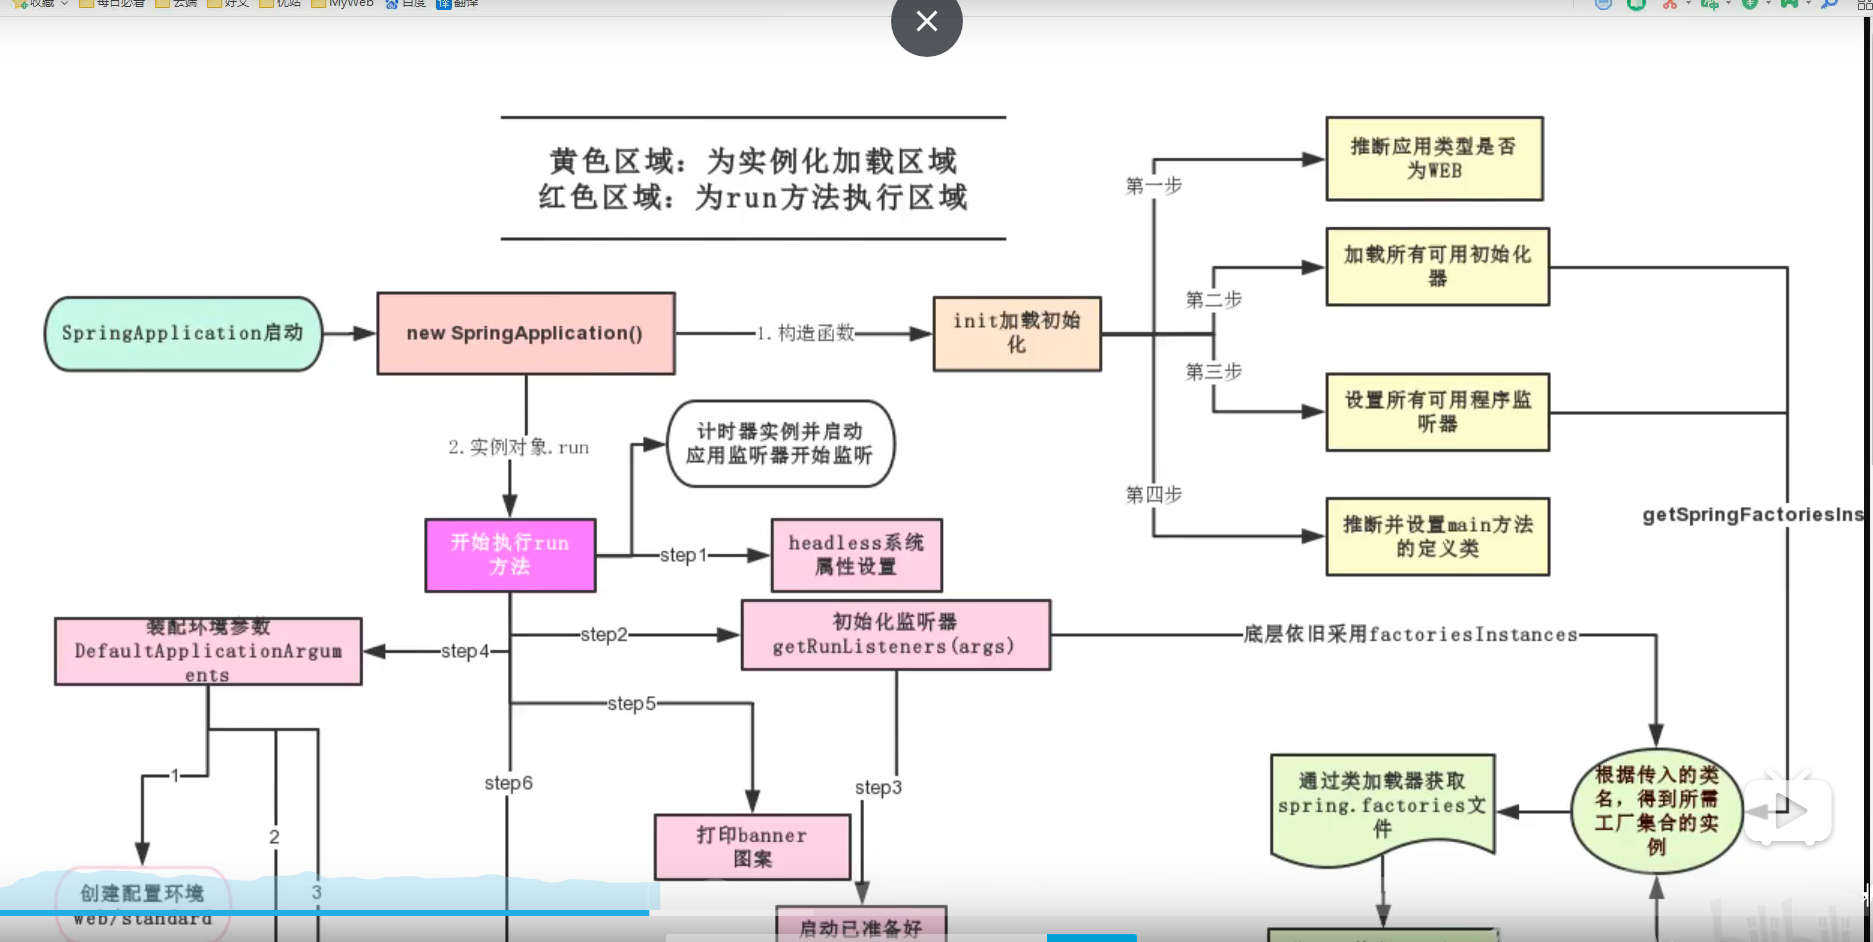 收藏
每日必看
云端
好文
优站
MyWeb
百度
译 翻译
黄色区域：为实例化加载区域
红色区域：为run方法执行区域
SpringApplication启动
new SpringApplication()
1.构造函数
init加载初始
化
第一步
推断应用类型是否
为WEB
第二步
加载所有可用初始化
器
第三步
设置所有可用程序监
听器
第四步
推断并设置main方法
的定义类
getSpringFactoriesIns
2.实例对象.run
计时器实例并启动
应用监听器开始监听
开始执行run
方法
step1
headless系统
属性设置
step2
初始化监听器
getRunListeners(args)
底层依旧采用factoriesInstances
step4
装配环境参数
DefaultApplicationArgum
ents
step5
step6
step3
1
2
3
创建配置环境
web/standard
打印banner
图案
启动已准备好
通过类加载器获取
spring.factories文
件
根据传入的类
名，得到所需
工厂集合的实
例